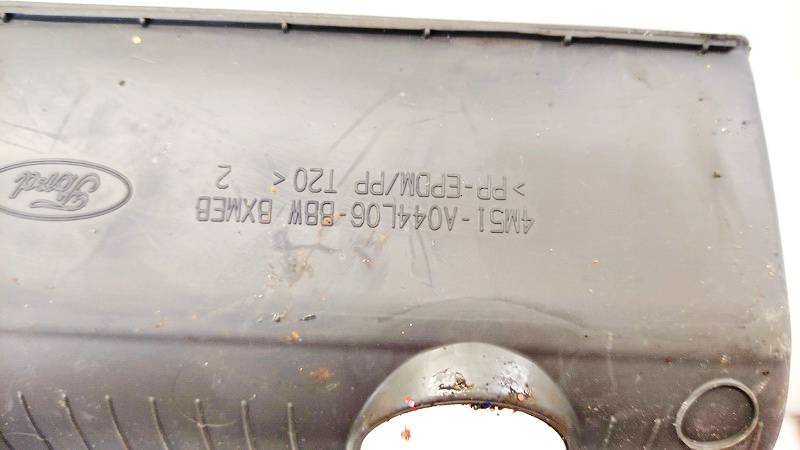 4M51-A044L06-BBW BXMEB
>PP-EPDM/PP T20< 2
Ford